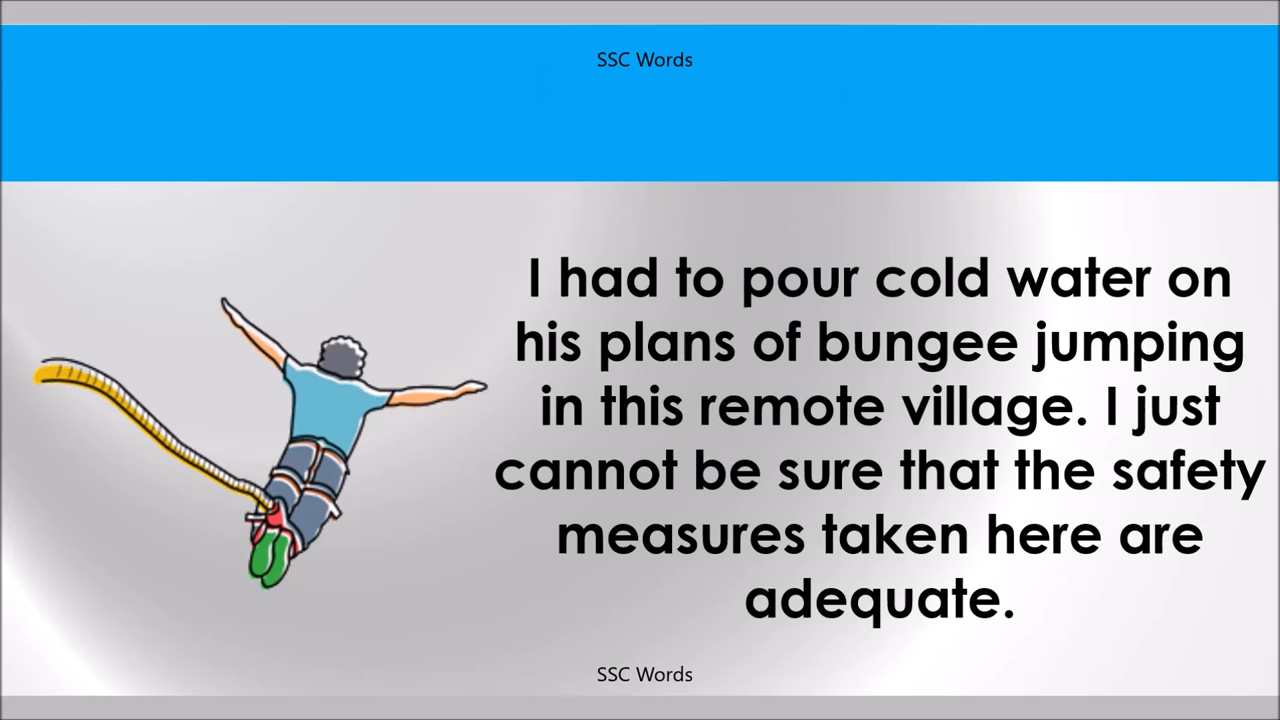 SSC Words
I had to pour cold water on
his plans of bungee jumping
in this remote village. I just
cannot be sure that the safety
measures taken here are
adequate.
SSC Words